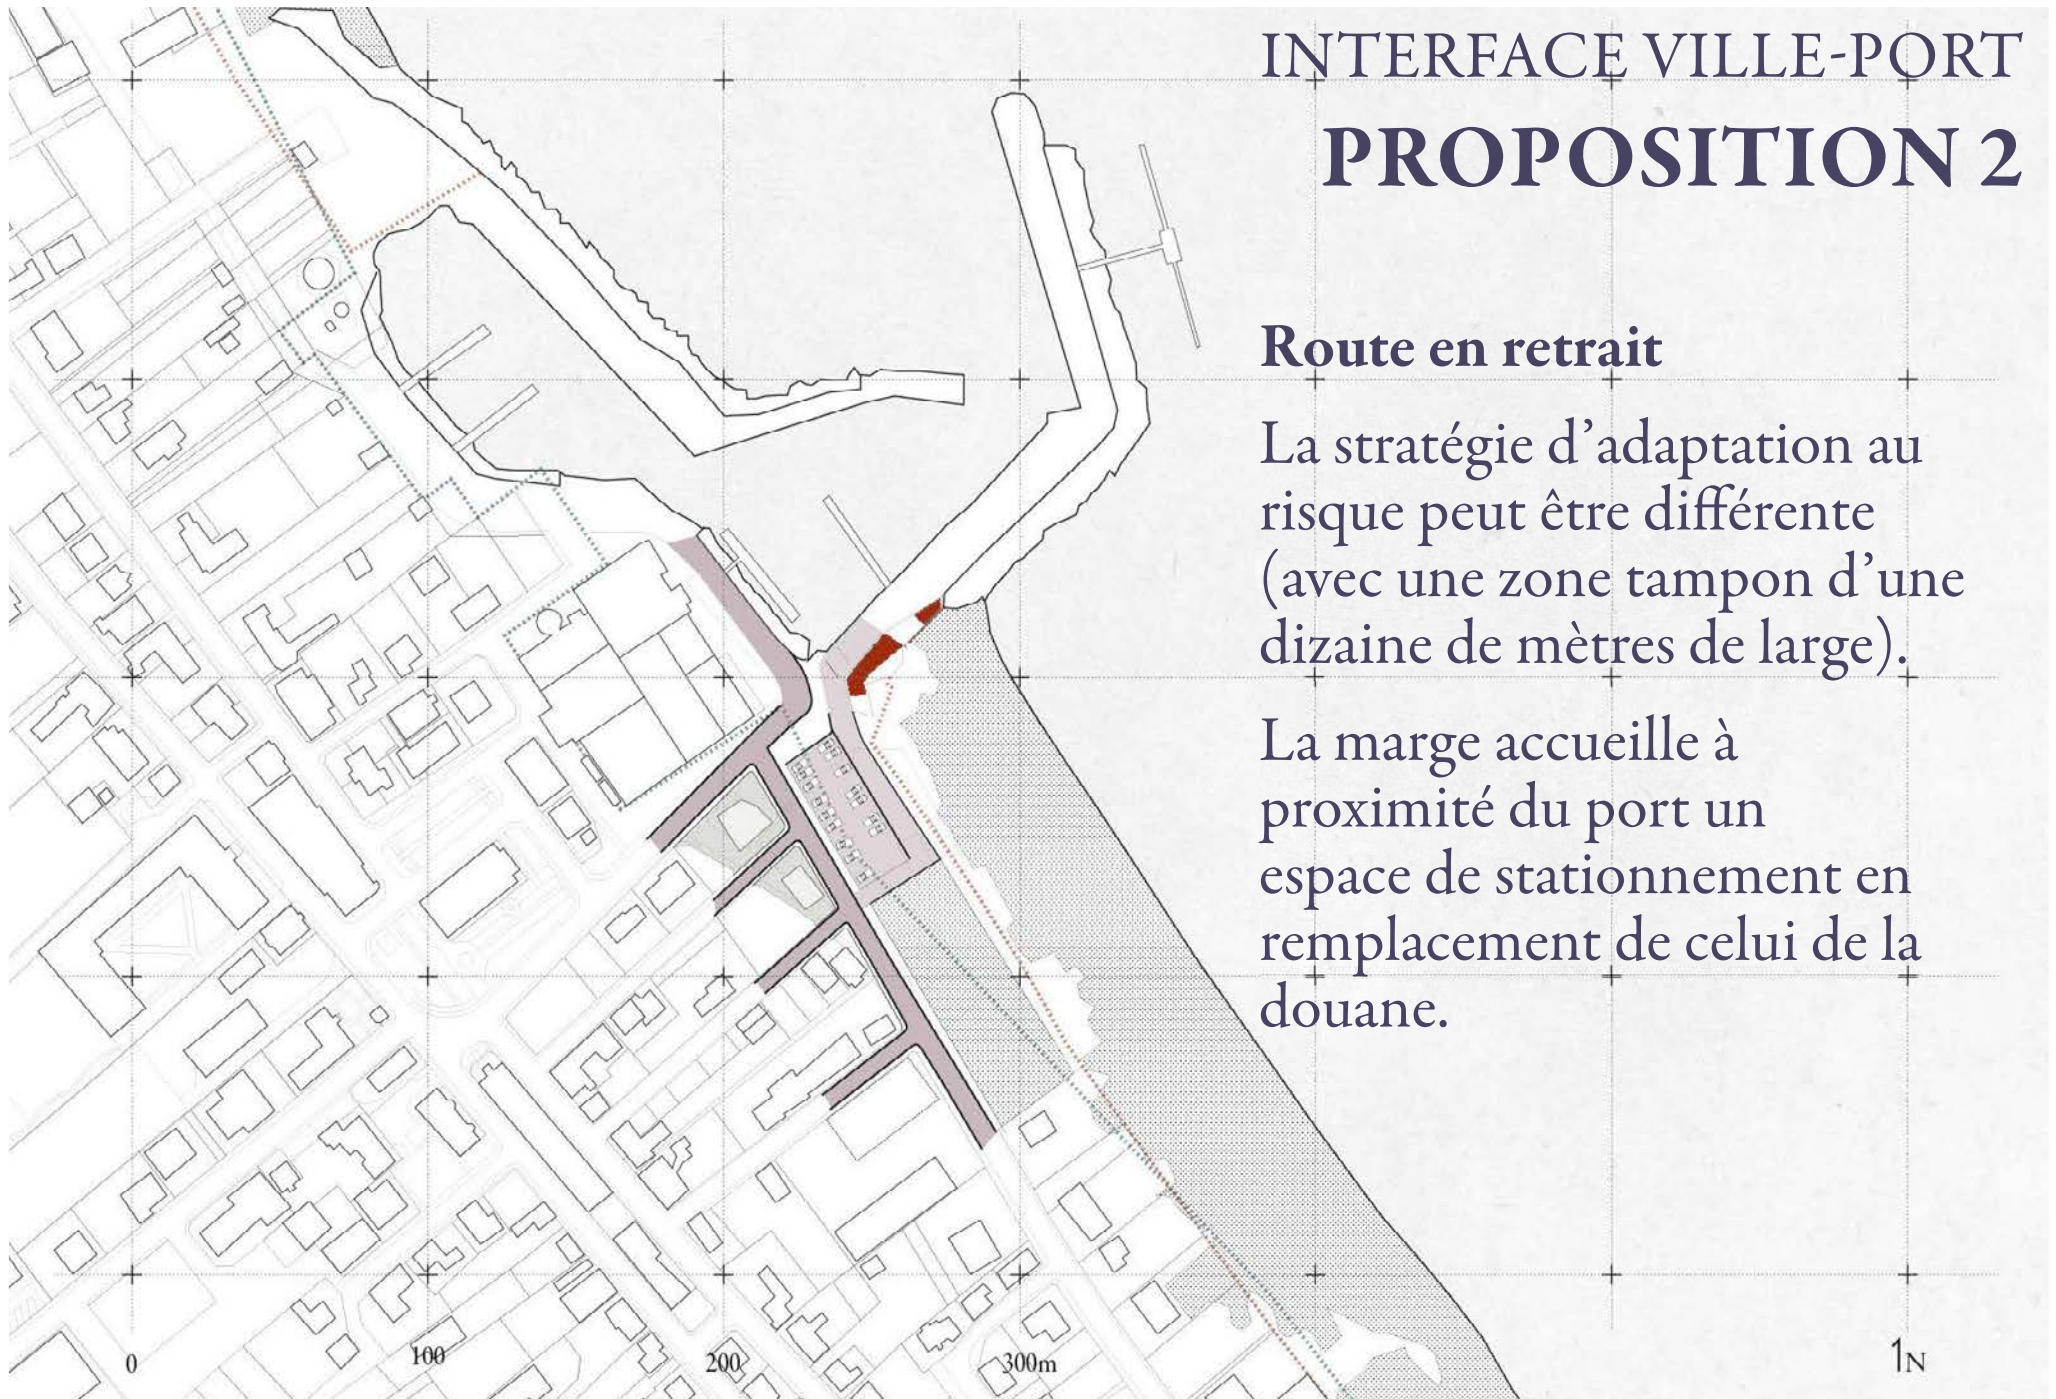 INTERFACE VILLE-PORT
PROPOSITION 2
Route en retrait
La stratégie d’adaptation au
risque peut être différente
(avec une zone tampon d’une
dizaine de mètres de large).
La marge accueille à
proximité du port un
espace de stationnement en
remplacement de celui de la
douane.
0 100 200 300m 1N